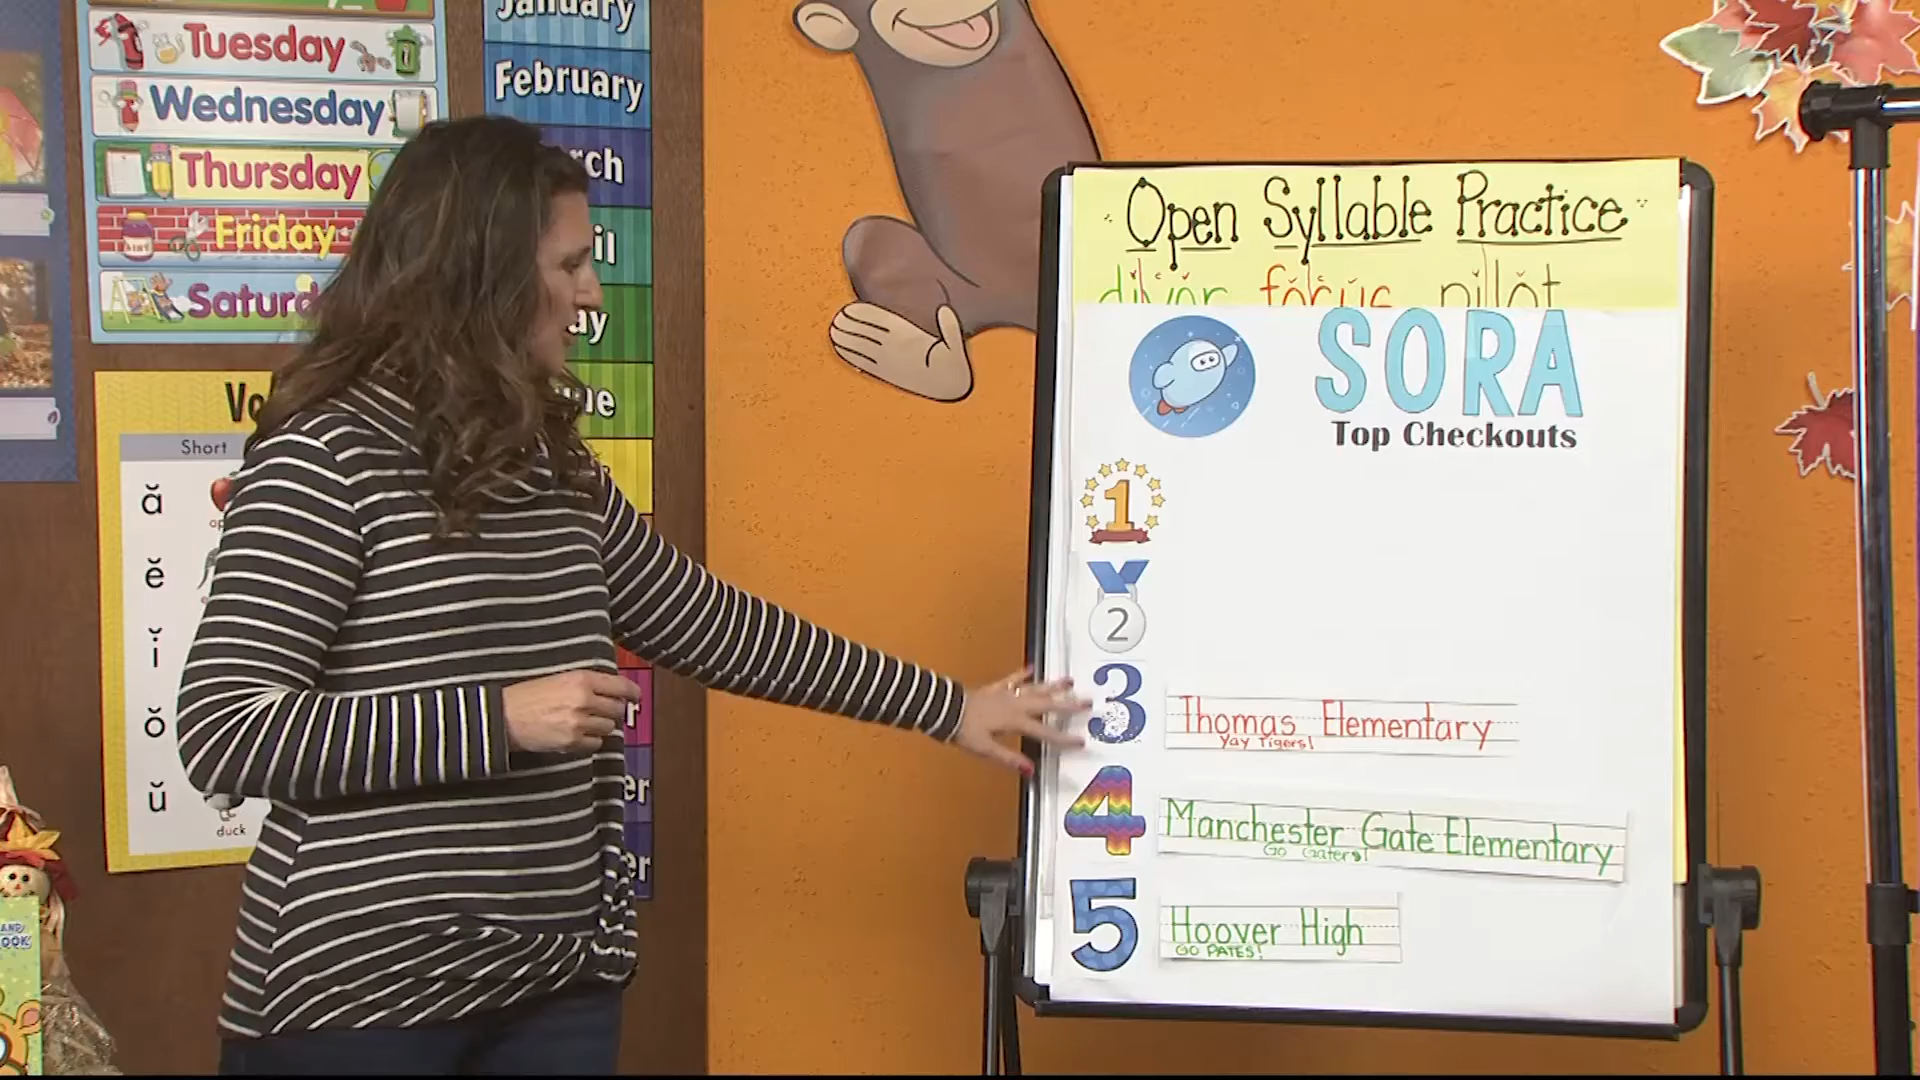 Tuesday
Wednesday
Thursday
Friday
January
February
Short
ă
ĕ
ĭ
ŏ
ŭ
duck
Open Syllable Practice
SORA
Top Checkouts
1
2
3
Thomas Elementary
Yay Tigers!
4
Manchester Gate Elementary
Go Gaters!
5
Hoover High
GO PATES!